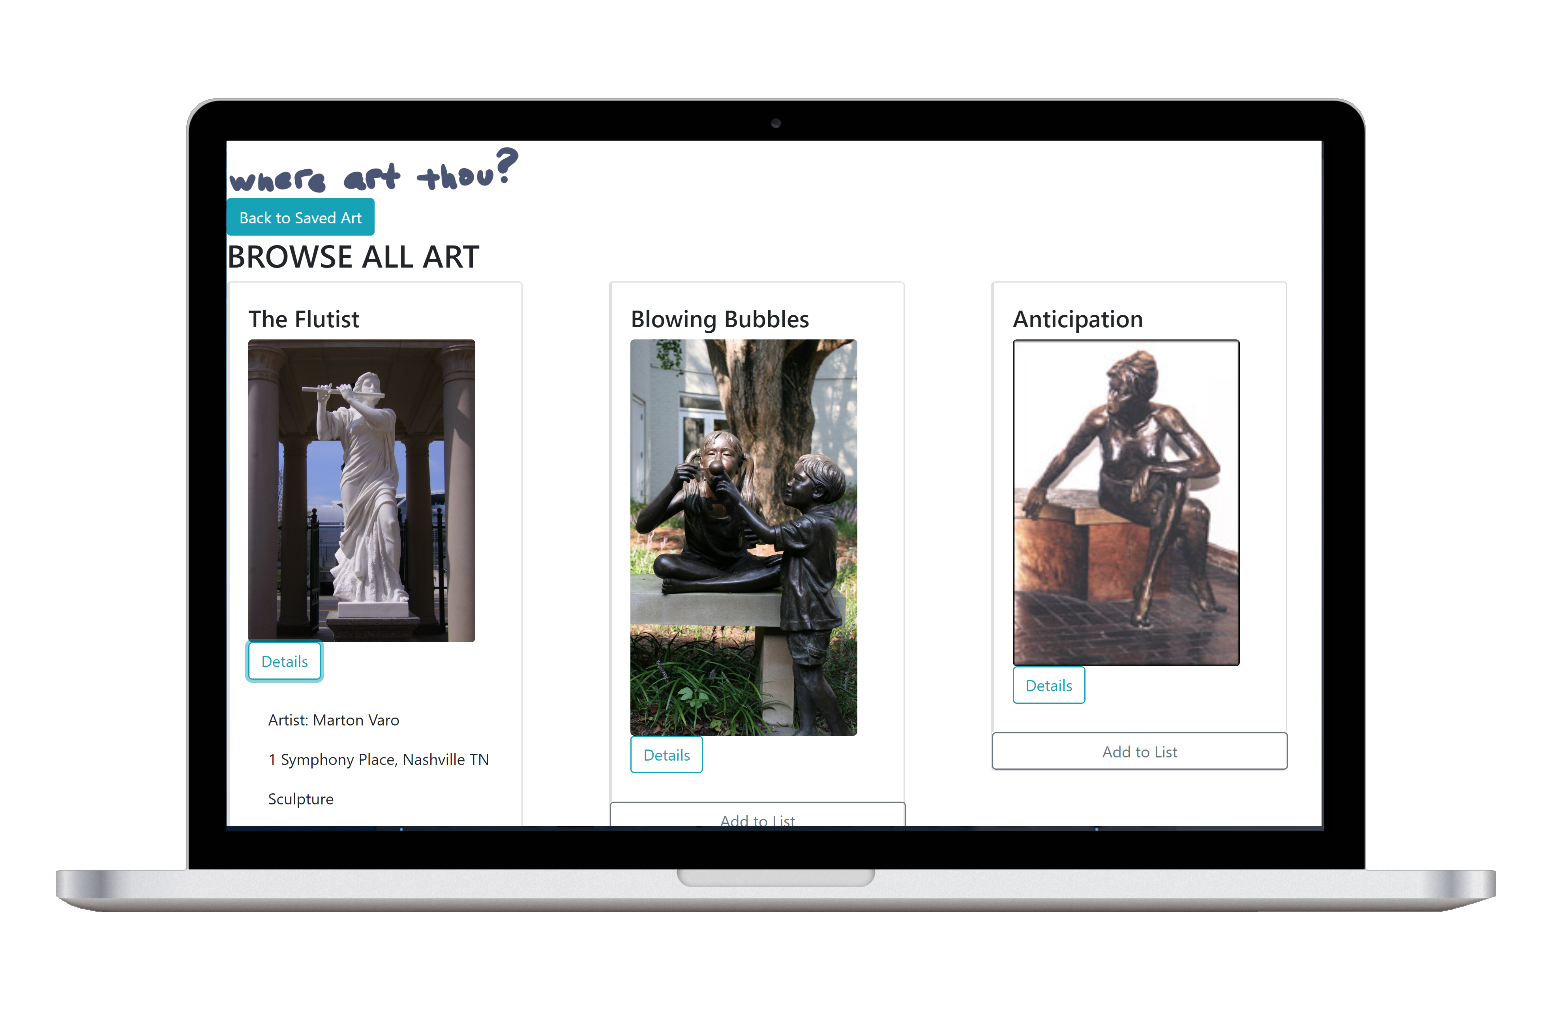 where art thou?
Back to Saved Art
BROWSE ALL ART
The Flutist
Details
Artist: Marton Varo
1 Symphony Place, Nashville TN
Sculpture
Blowing Bubbles
Details
Add to List
Anticipation
Details
Add to List